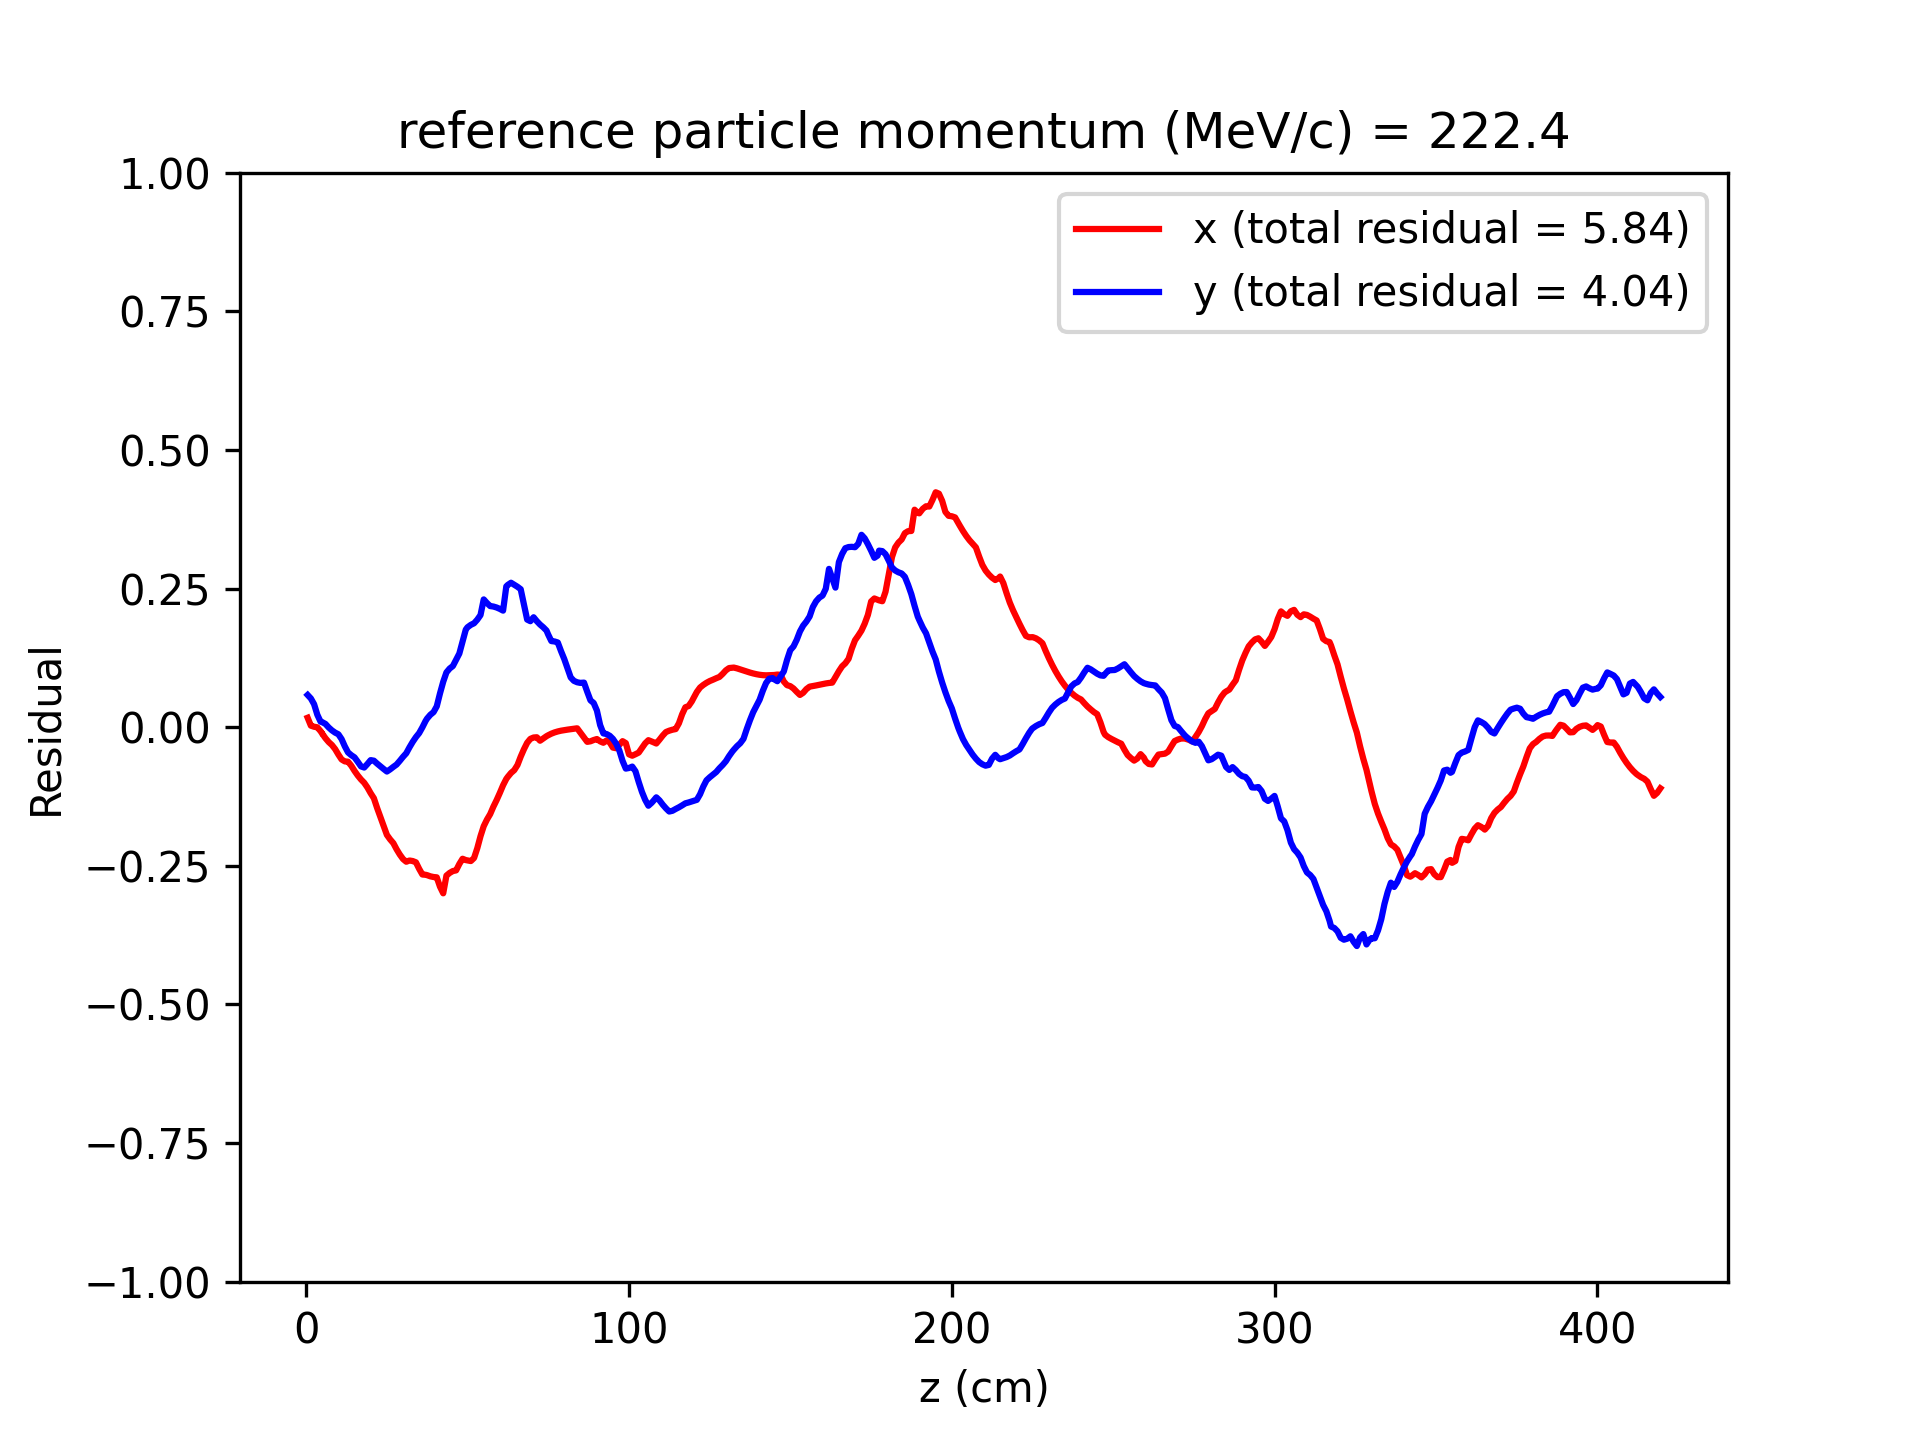 reference particle momentum (MeV/c) = 222.4
1.00
0.75
0.50
0.25
0.00
−0.25
−0.50
−0.75
−1.00
Residual
x (total residual = 5.84)
y (total residual = 4.04)
0 100 200 300 400
z (cm)